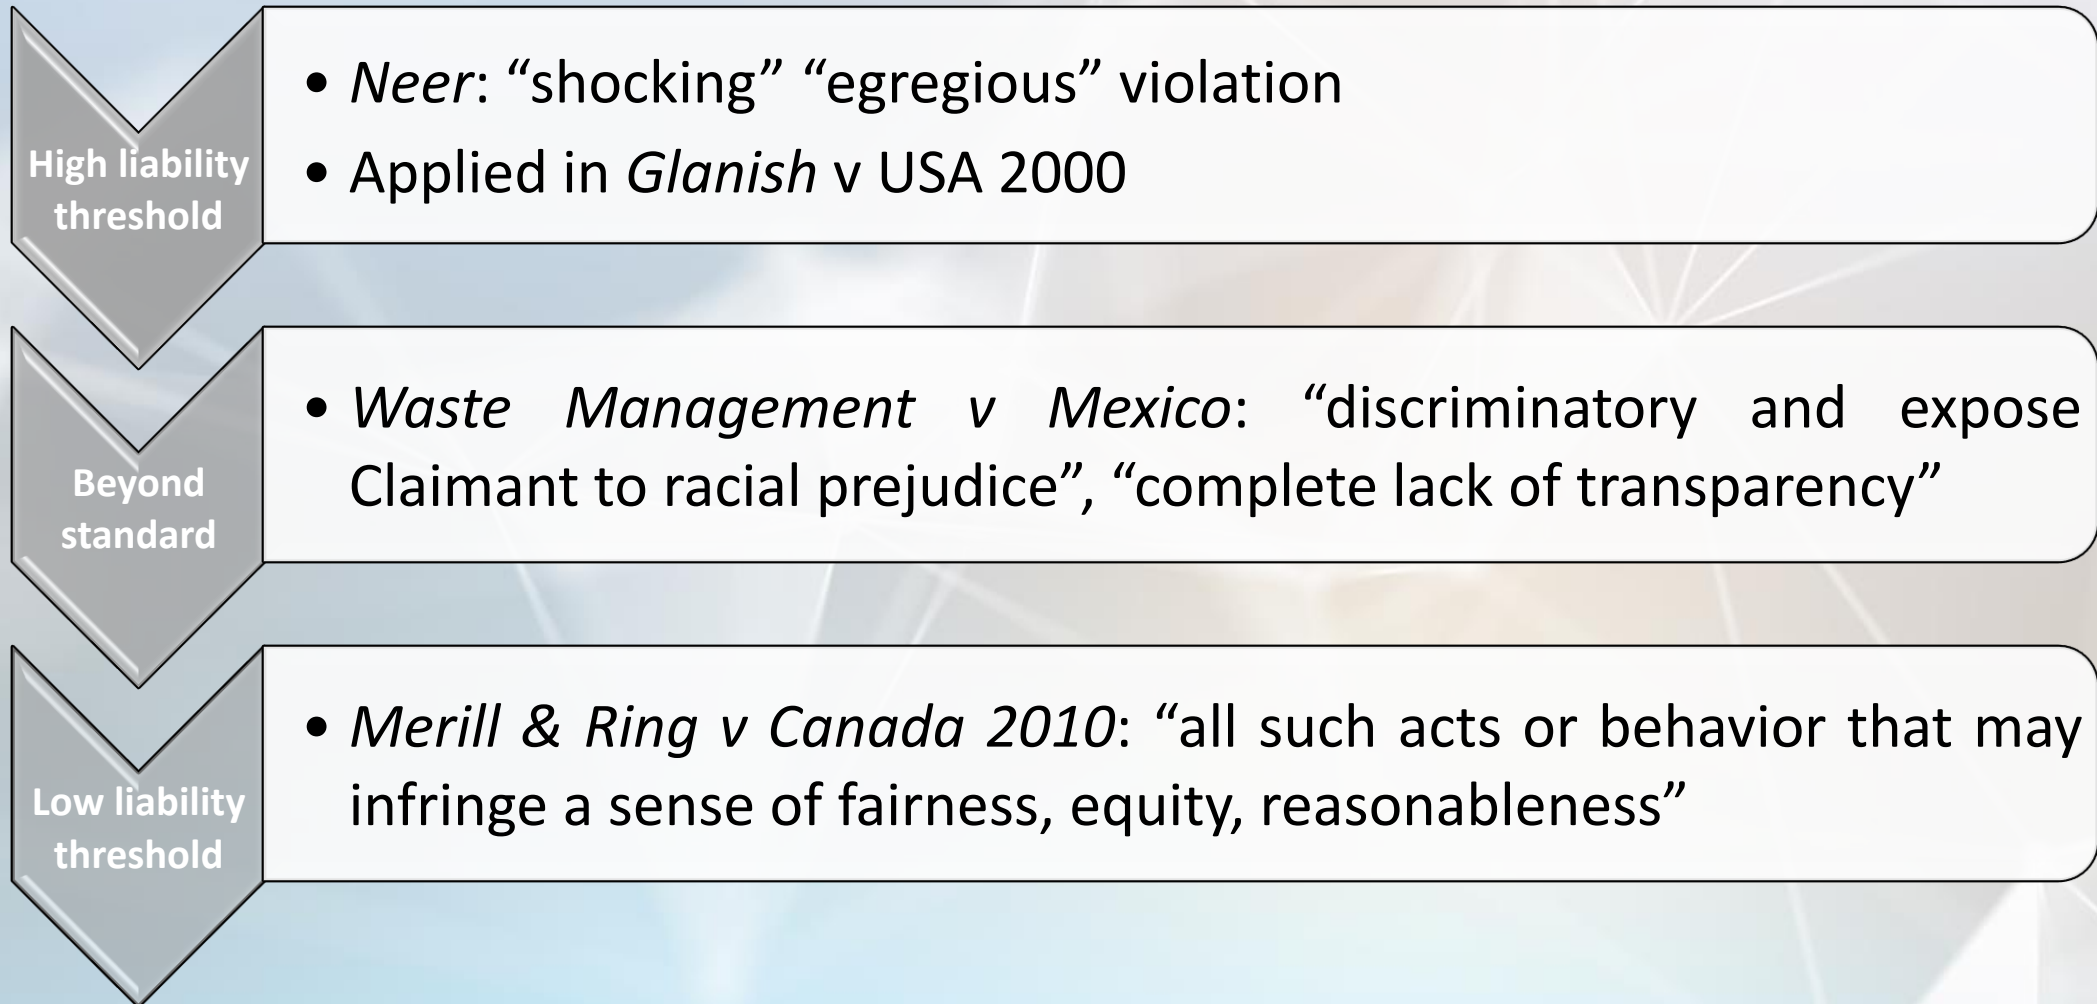 High liability
threshold
• Neer: “shocking” “egregious” violation
• Applied in Glanish v USA 2000
Beyond
standard
• Waste Management v Mexico: “discriminatory and expose
Claimant to racial prejudice”, “complete lack of transparency”
Low liability
threshold
• Merill & Ring v Canada 2010: “all such acts or behavior that may
infringe a sense of fairness, equity, reasonableness”